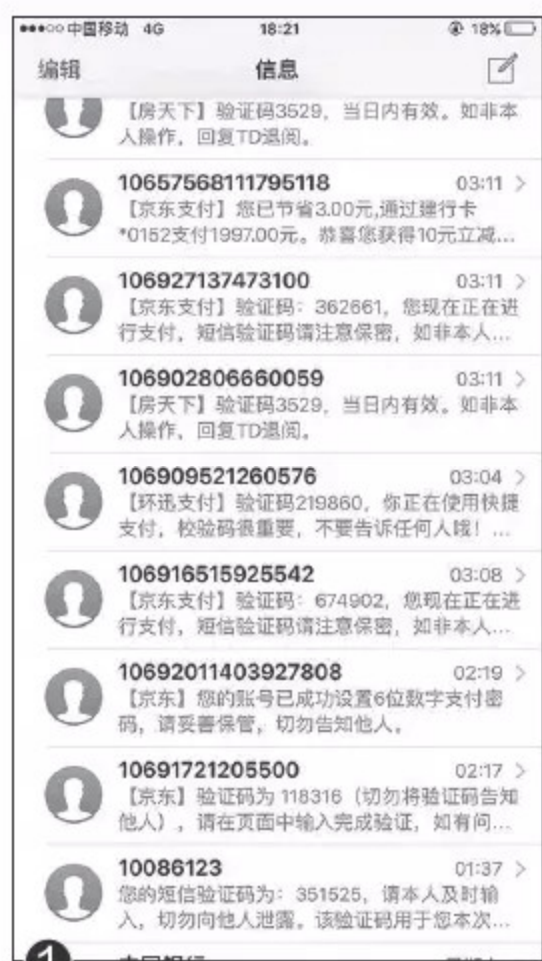 中国移动 4G 18:21 18%
编辑 信息
【房天下】验证码3529，当日内有效。如非本
人操作，回复TD退阅。
10657568111795118 03:11 >
【京东支付】您已节省3.00元,通过建行卡
*0152支付1997.00元。恭喜您获得10元立减...
106927137473100 03:11 >
【京东支付】验证码：362661，您现在正在进
行支付，短信验证码请注意保密，如非本人...
106902806660059 03:11 >
【房天下】验证码3529，当日内有效。如非本
人操作，回复TD退阅。
106909521260576 03:04 >
【环迅支付】验证码219860，你正在使用快捷
支付，校验码很重要，不要告诉任何人哦！...
106916515925542 03:08 >
【京东支付】验证码：674902，您现在正在进
行支付，短信验证码请注意保密，如非本人...
10692011403927808 02:19 >
【京东】您的账号已成功设置6位数字支付密
码，请妥善保管，切勿告知他人。
10691721205500 02:17 >
【京东】验证码为 118316（切勿将验证码告知
他人），请在页面中输入完成验证，如有问...
10086123 01:37 >
您的短信验证码为：351525，请本人及时输
入，切勿向他人泄露。该验证码用于您本次...
1